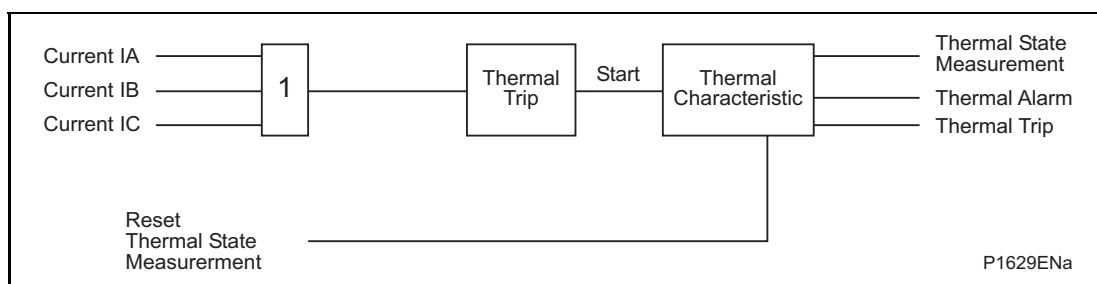 Current IA
Current IB
Current IC
1
Thermal
Trip
Start
Thermal
Characteristic
Thermal State
Measurement
Thermal Alarm
Thermal Trip
Reset
Thermal State
Measurerment
P1629ENa